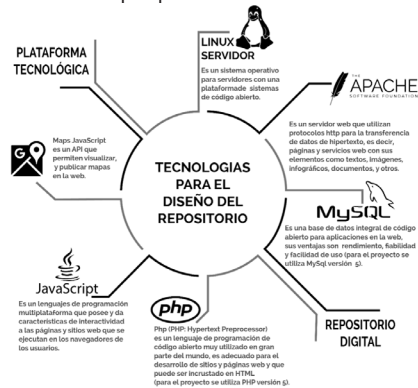 PLATAFORMA
TECNOLÓGICA
LINUX
SERVIDOR
Es un sistema operativo
para servidores con una
plataformade sistemas
de código abierto.
THE
APACHE
SOFTWARE FOUNDATION
Es un servidor web que utilizan
protocolos http para la transferencia
de datos de hipertexto, es decir,
páginas y servicios web con sus
elementos como textos, imágenes,
infográficos, documentos, y otros.
Maps JavaScript
es un API que
permiten visualizar,
y publicar mapas
en la web.
G
TECNOLOGIAS
PARA EL
DISEÑO DEL
REPOSITORIO
MySQL
Es una base de datos integral de código
abierto para aplicaciones en la web,
sus ventajas son rendimiento, fiabilidad
y facilidad de uso (para el proyecto se
utiliza MySql versión 5).
JavaScript
Es un lenguajes de programación
multiplataforma que posee y da
características de interactividad
a las páginas y sitios web que se
ejecutan en los navegadores de
los usuarios.
php
Php (PHP: Hypertext Preprocessor)
es un lenguaje de programación de
código abierto muy utilizado en gran
parte del mundo, es adecuado para el
desarrollo de sitios y páginas web y que
puede ser incrustado en HTML
(para el proyecto se utiliza PHP versión 5).
REPOSITORIO
DIGITAL